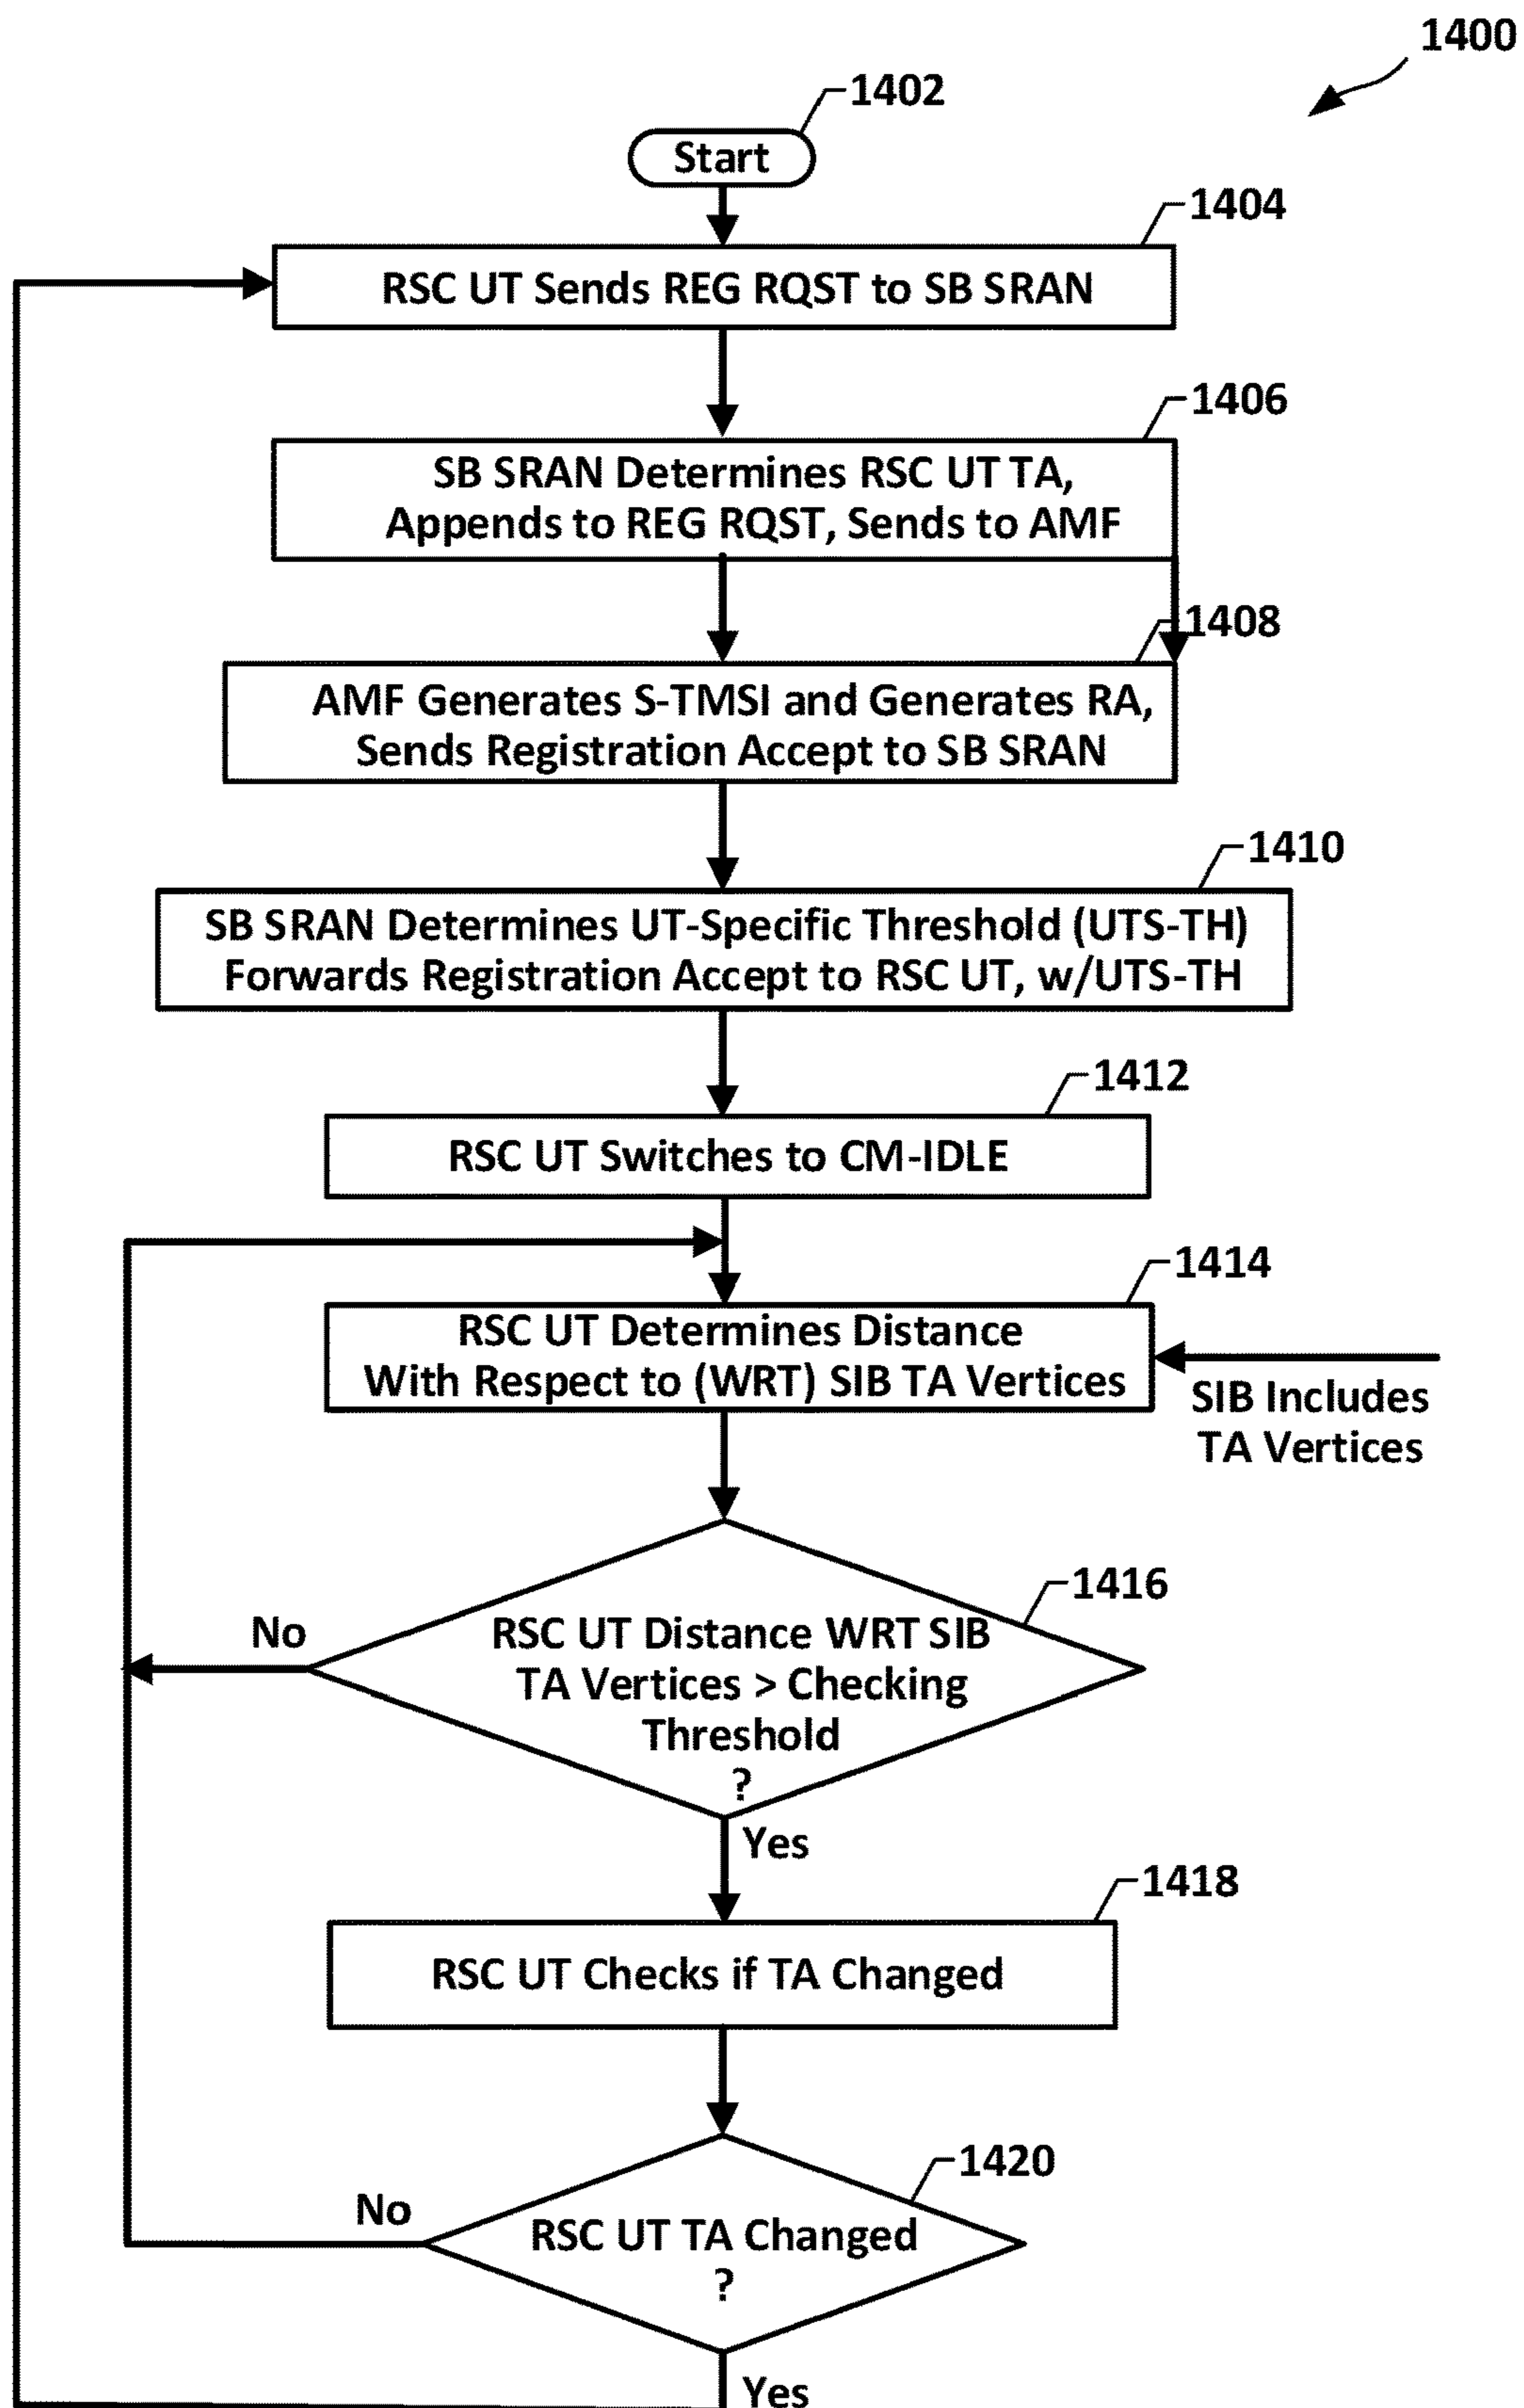 1400
1402
Start
1404
RSC UT Sends REG RQST to SB SRAN
1406
SB SRAN Determines RSC UT TA,
Appends to REG RQST, Sends to AMF
1408
AMF Generates S-TMSI and Generates RA,
Sends Registration Accept to SB SRAN
1410
SB SRAN Determines UT-Specific Threshold (UTS-TH)
Forwards Registration Accept to RSC UT, w/UTS-TH
1412
RSC UT Switches to CM-IDLE
1414
RSC UT Determines Distance
With Respect to (WRT) SIB TA Vertices
SIB Includes
TA Vertices
1416
No
RSC UT Distance WRT SIB
TA Vertices > Checking
Threshold
?
Yes
1418
RSC UT Checks if TA Changed
1420
No
RSC UT TA Changed
?
Yes